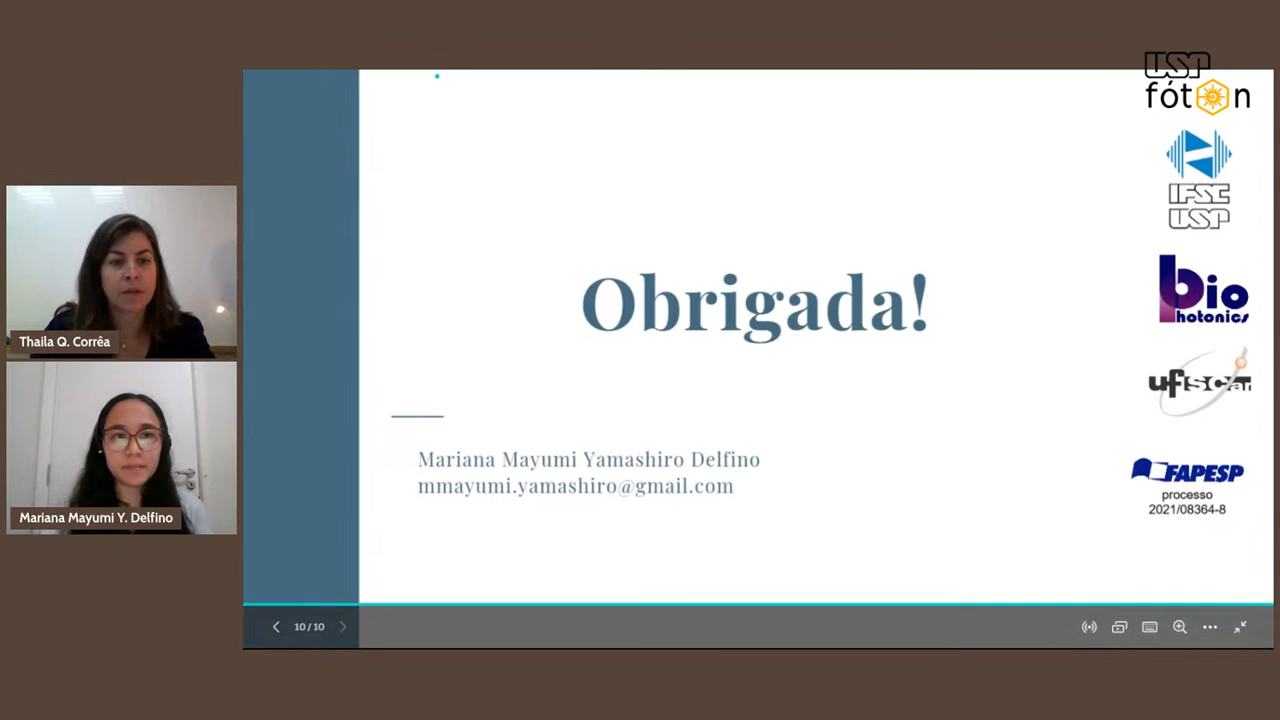 USP
fóton
IFSC
USP
bio
photonics
ufscar
FAPESP
processo
2021/08364-8
Obrigada!
Mariana Mayumi Yamashiro Delfino
mmayumi.yamashiro@gmail.com
Thaila Q. Corrêa
Mariana Mayumi Y. Delfino
10 / 10